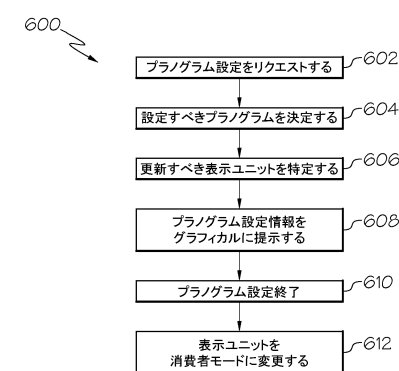 600
プラノグラム設定をリクエストする
602
設定すべきプラノグラムを決定する
604
更新すべき表示ユニットを特定する
606
プラノグラム設定情報を
グラフィカルに提示する
608
プラノグラム設定終了
610
表示ユニットを
消費者モードに変更する
612